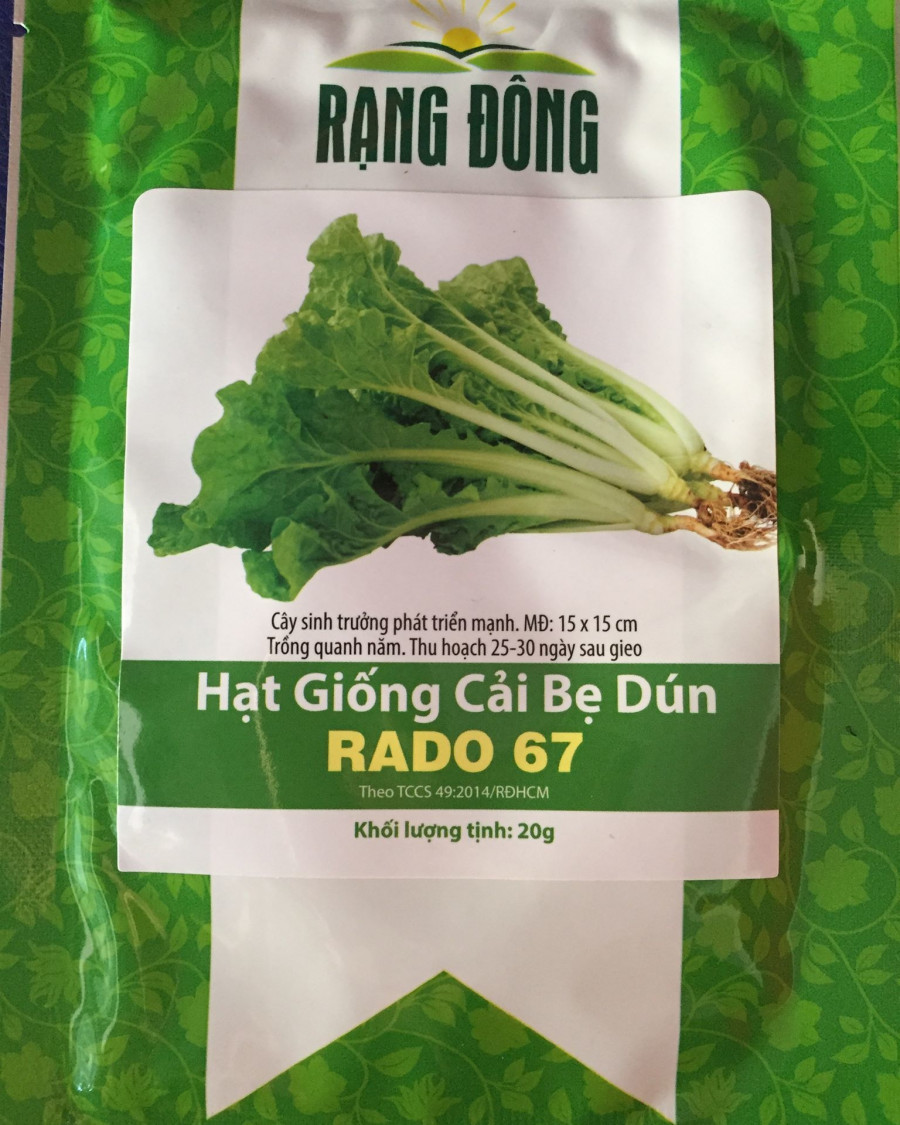 RẠNG ĐÔNG
Cây sinh trưởng phát triển mạnh. MĐ: 15 x 15 cm
Trồng quanh năm. Thu hoạch 25-30 ngày sau gieo
Hạt Giống Cải Bẹ Dún
RADO 67
Theo TCCS 49:2014/RĐHCM
Khối lượng tịnh: 20g